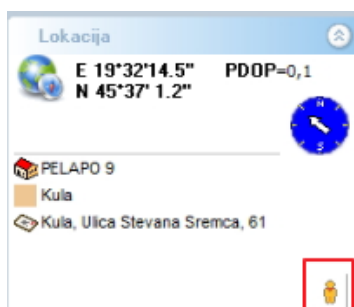 Lokacija
E 19°32'14.5" PDOP=0,1
N 45°37' 1.2"
N
S
PELAPO 9
Kula
Kula, Ulica Stevana Sremca, 61